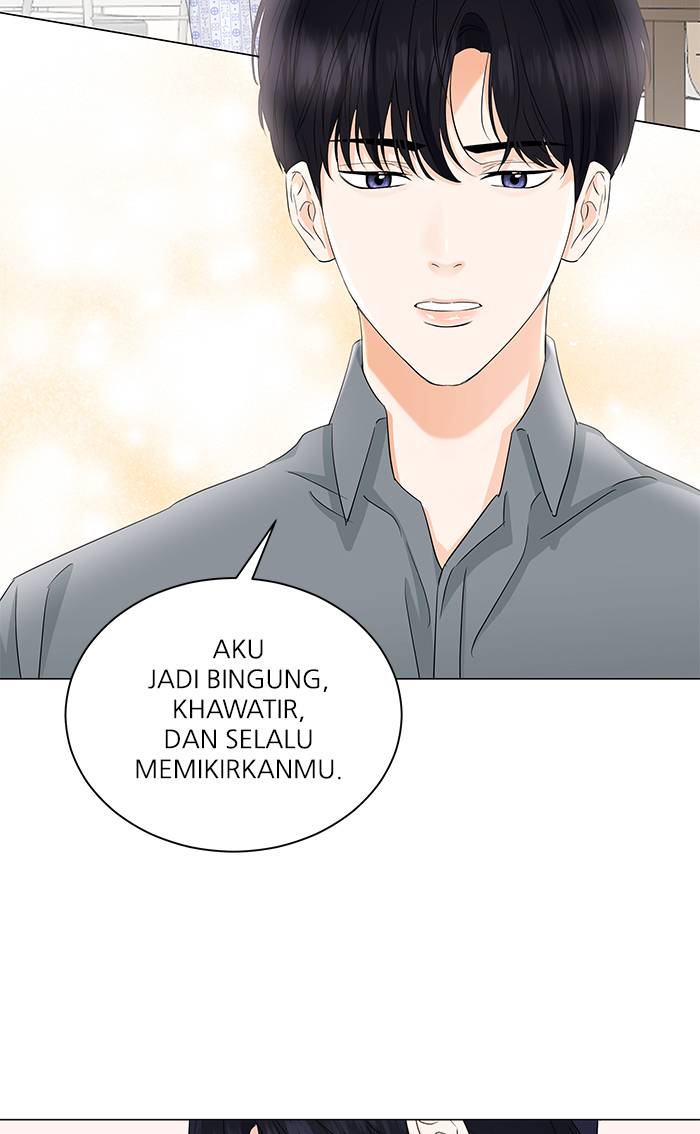 AKU
JADI BINGUNG,
KHAWATIR,
DAN SELALU
MEMIKIRKANMU.